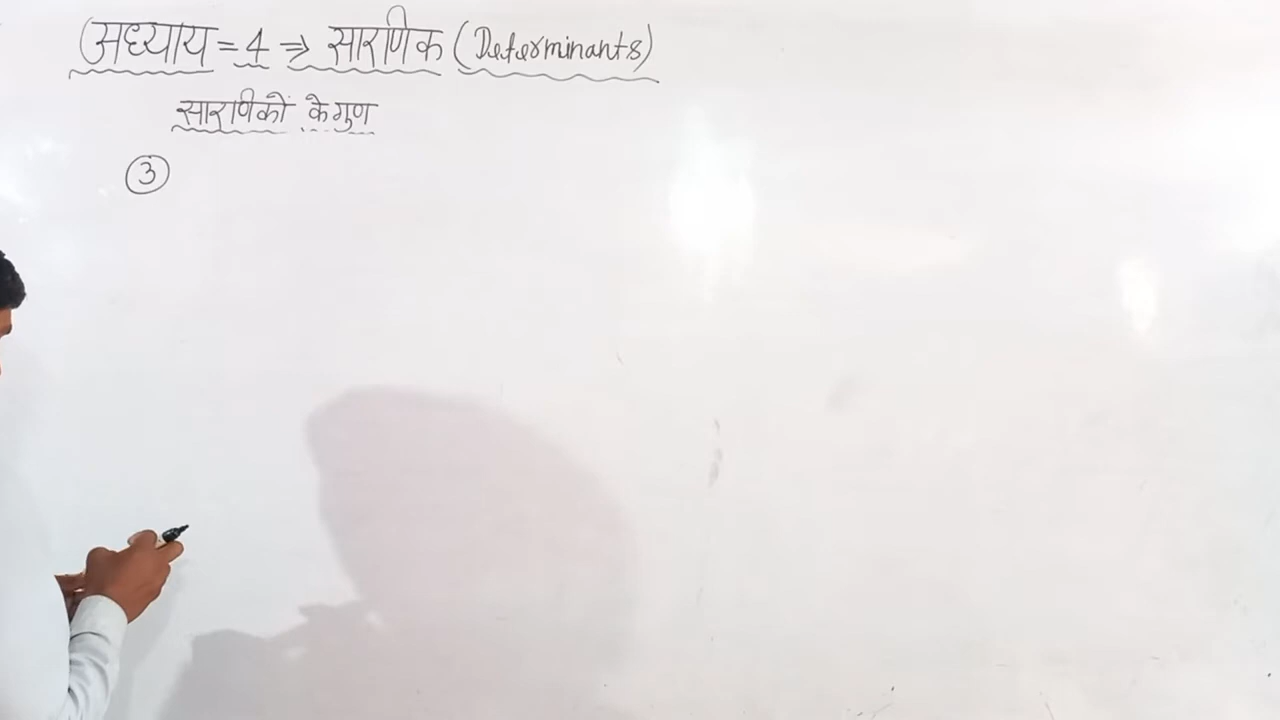 अध्याय = 4 ⇒ सारणिक (Determinants)
सारणिकों के गुण
3